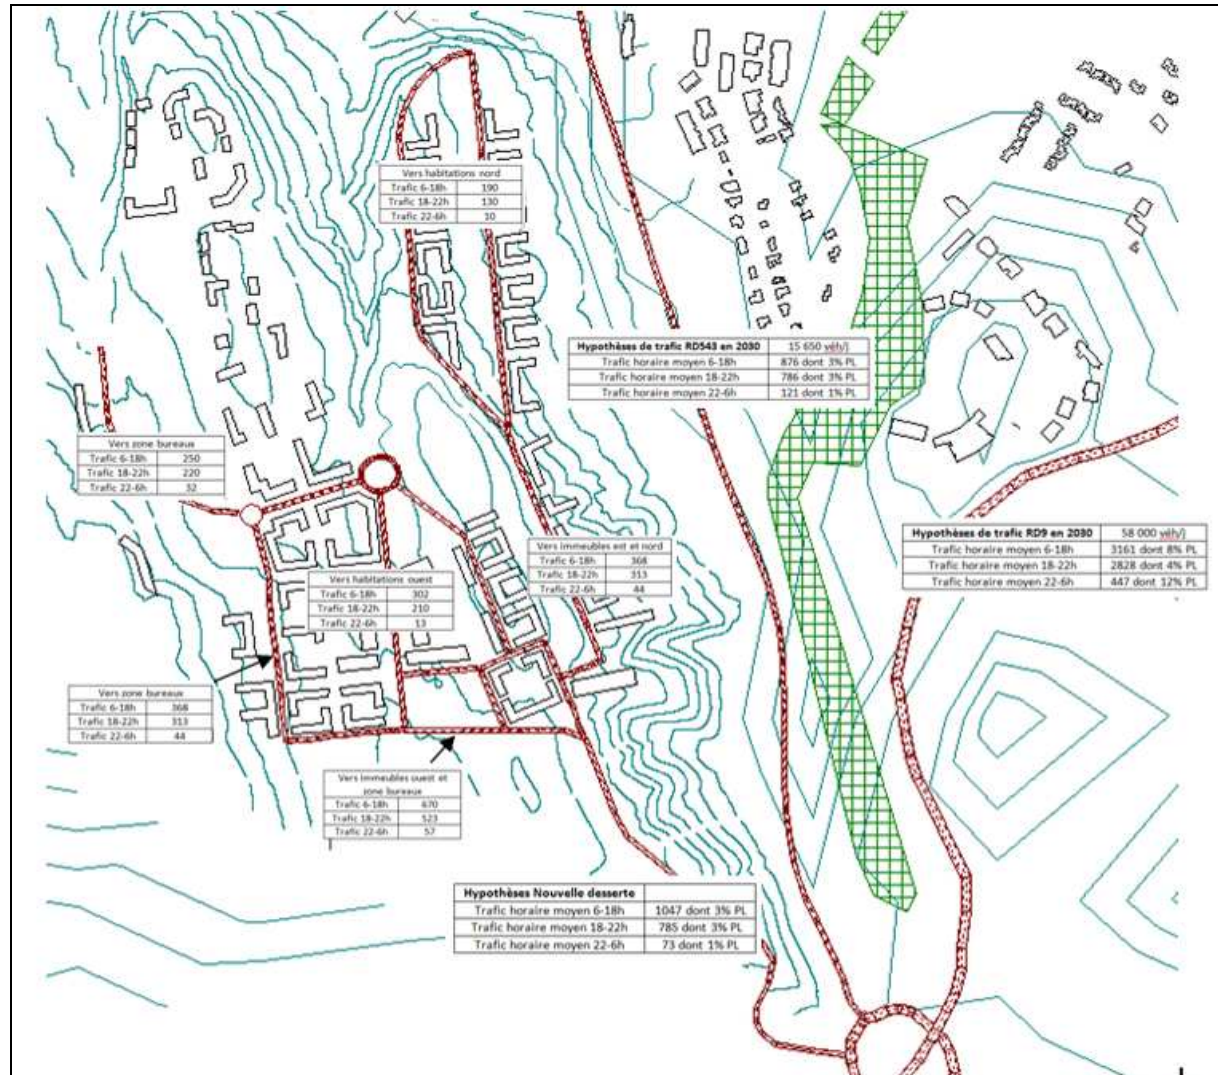 Vers habitations nord
Trafic 6-18h 190
Trafic 18-22h 130
Trafic 22-6h 10
Hypothèses de trafic RD543 en 2030 15 650 véh/j
Trafic horaire moyen 6-18h 876 dont 3% PL
Trafic horaire moyen 18-22h 786 dont 3% PL
Trafic horaire moyen 22-6h 121 dont 1% PL
Vers zone bureaux
Trafic 6-18h 250
Trafic 18-22h 220
Trafic 22-6h 32
Hypothèses de trafic RD9 en 2030 58 000 véh/j
Trafic horaire moyen 6-18h 3161 dont 8% PL
Trafic horaire moyen 18-22h 2828 dont 4% PL
Trafic horaire moyen 22-6h 447 dont 12% PL
Vers immeubles est et nord
Trafic 6-18h 368
Trafic 18-22h 313
Trafic 22-6h 44
Vers habitations ouest
Trafic 6-18h 302
Trafic 18-22h 210
Trafic 22-6h 13
Vers zone bureaux
Trafic 6-18h 368
Trafic 18-22h 313
Trafic 22-6h 44
Vers immeubles ouest et
zone bureaux
Trafic 6-18h 670
Trafic 18-22h 523
Trafic 22-6h 57
Hypothèses Nouvelle desserte
Trafic horaire moyen 6-18h 1047 dont 3% PL
Trafic horaire moyen 18-22h 785 dont 3% PL
Trafic horaire moyen 22-6h 73 dont 1% PL